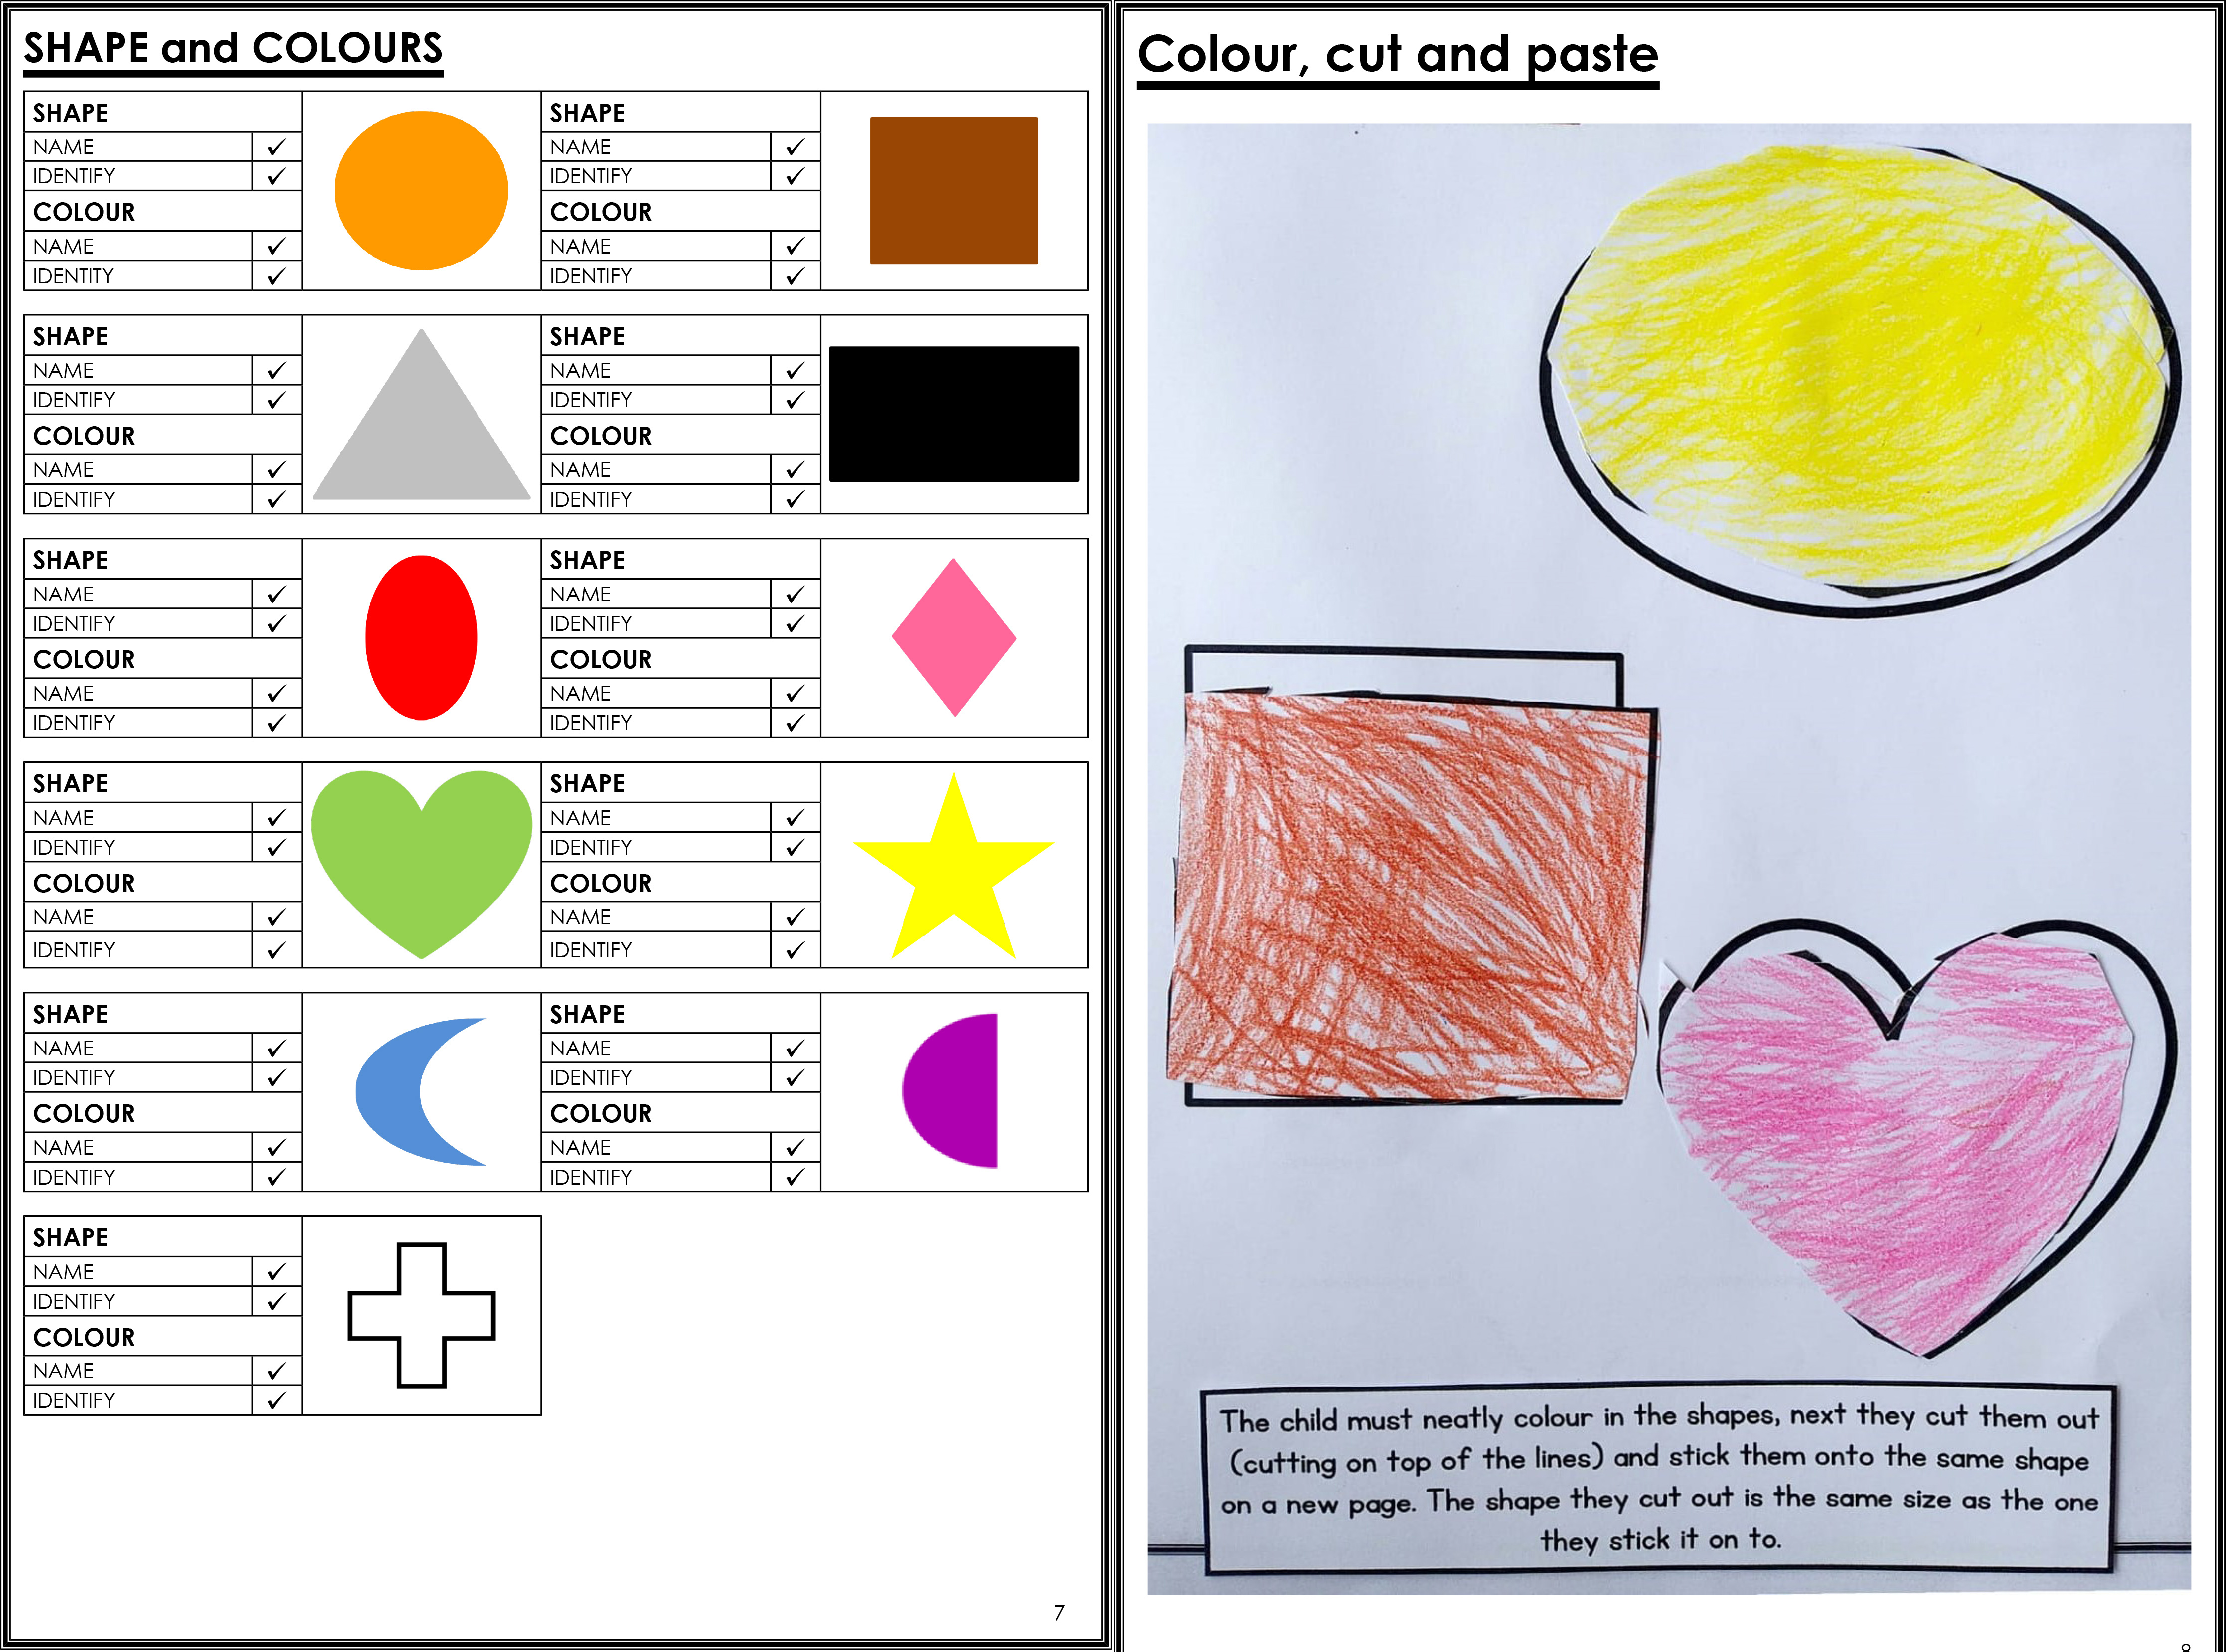 SHAPE and COLOURS
SHAPE
NAME ✓
IDENTIFY ✓
COLOUR
NAME ✓
IDENTITY ✓
SHAPE
NAME ✓
IDENTIFY ✓
COLOUR
NAME ✓
IDENTIFY ✓
SHAPE
NAME ✓
IDENTIFY ✓
COLOUR
NAME ✓
IDENTIFY ✓
SHAPE
NAME ✓
IDENTIFY ✓
COLOUR
NAME ✓
IDENTIFY ✓
SHAPE
NAME ✓
IDENTIFY ✓
COLOUR
NAME ✓
IDENTIFY ✓
SHAPE
NAME ✓
IDENTIFY ✓
COLOUR
NAME ✓
IDENTIFY ✓
SHAPE
NAME ✓
IDENTIFY ✓
COLOUR
NAME ✓
IDENTIFY ✓
SHAPE
NAME ✓
IDENTIFY ✓
COLOUR
NAME ✓
IDENTIFY ✓
SHAPE
NAME ✓
IDENTIFY ✓
COLOUR
NAME ✓
IDENTIFY ✓
SHAPE
NAME ✓
IDENTIFY ✓
COLOUR
NAME ✓
IDENTIFY ✓
SHAPE
NAME ✓
IDENTIFY ✓
COLOUR
NAME ✓
IDENTIFY ✓
7
Colour, cut and paste
The child must neatly colour in the shapes, next they cut them out
(cutting on top of the lines) and stick them onto the same shape
on a new page. The shape they cut out is the same size as the one
they stick it on to.